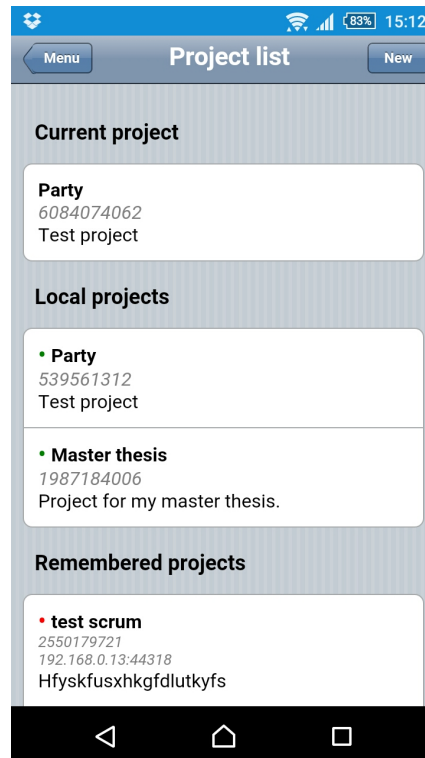 83% 15:12
Menu Project list New
Current project
Party
6084074062
Test project
Local projects
• Party
539561312
Test project
• Master thesis
1987184006
Project for my master thesis.
Remembered projects
• test scrum
2550179721
192.168.0.13:44318
Hfyskfusxhkgfdlutkyfs